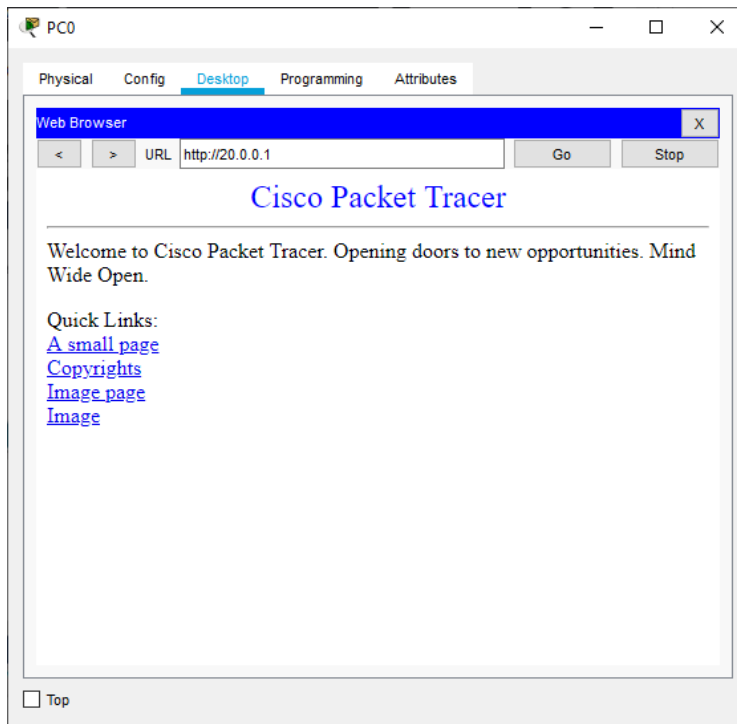 PC0
Physical Config Desktop Programming Attributes
Web Browser X
< > URL http://20.0.0.1 Go Stop
Cisco Packet Tracer
Welcome to Cisco Packet Tracer. Opening doors to new opportunities. Mind
Wide Open.
Quick Links:
A small page
Copyrights
Image page
Image
Top